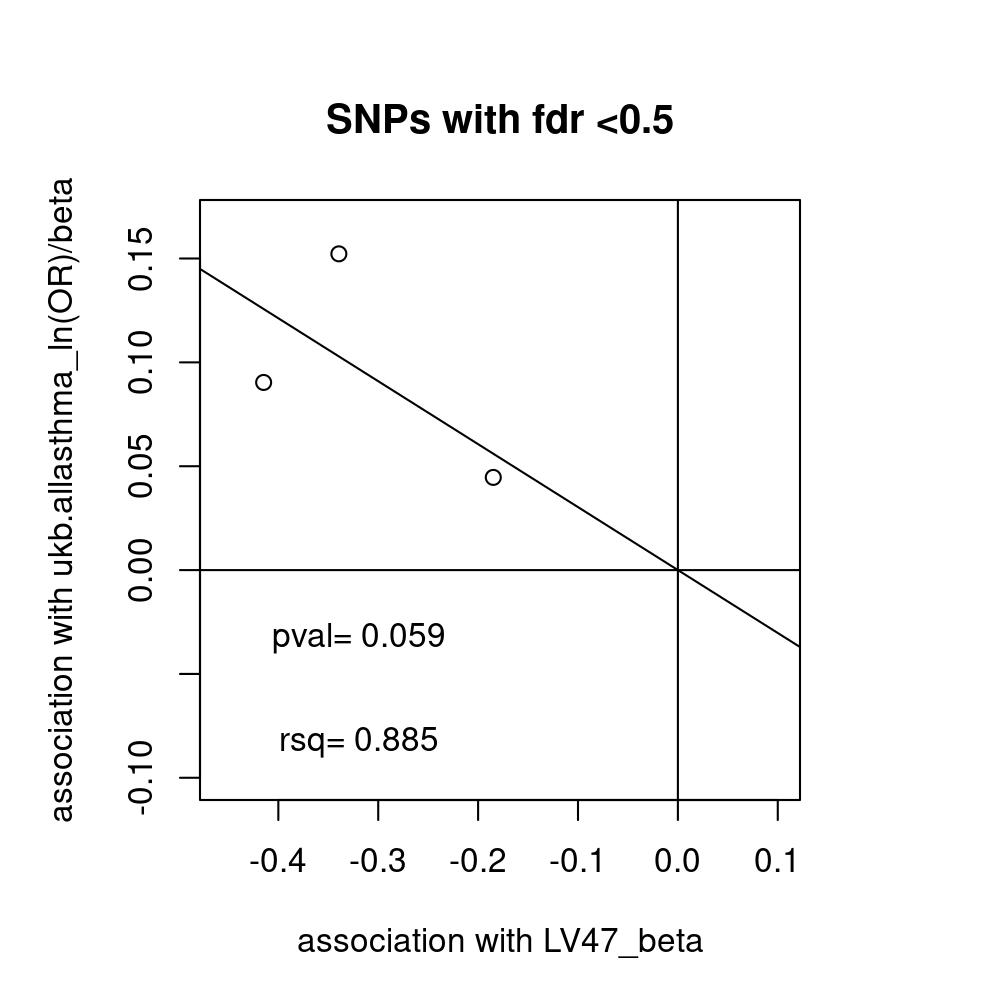 SNPs with fdr <0.5
association with ukb.allasthma_ln(OR)/beta
0.15
0.10
0.05
0.00
-0.10
pval= 0.059
rsq= 0.885
-0.4 -0.3 -0.2 -0.1 0.0 0.1
association with LV47_beta